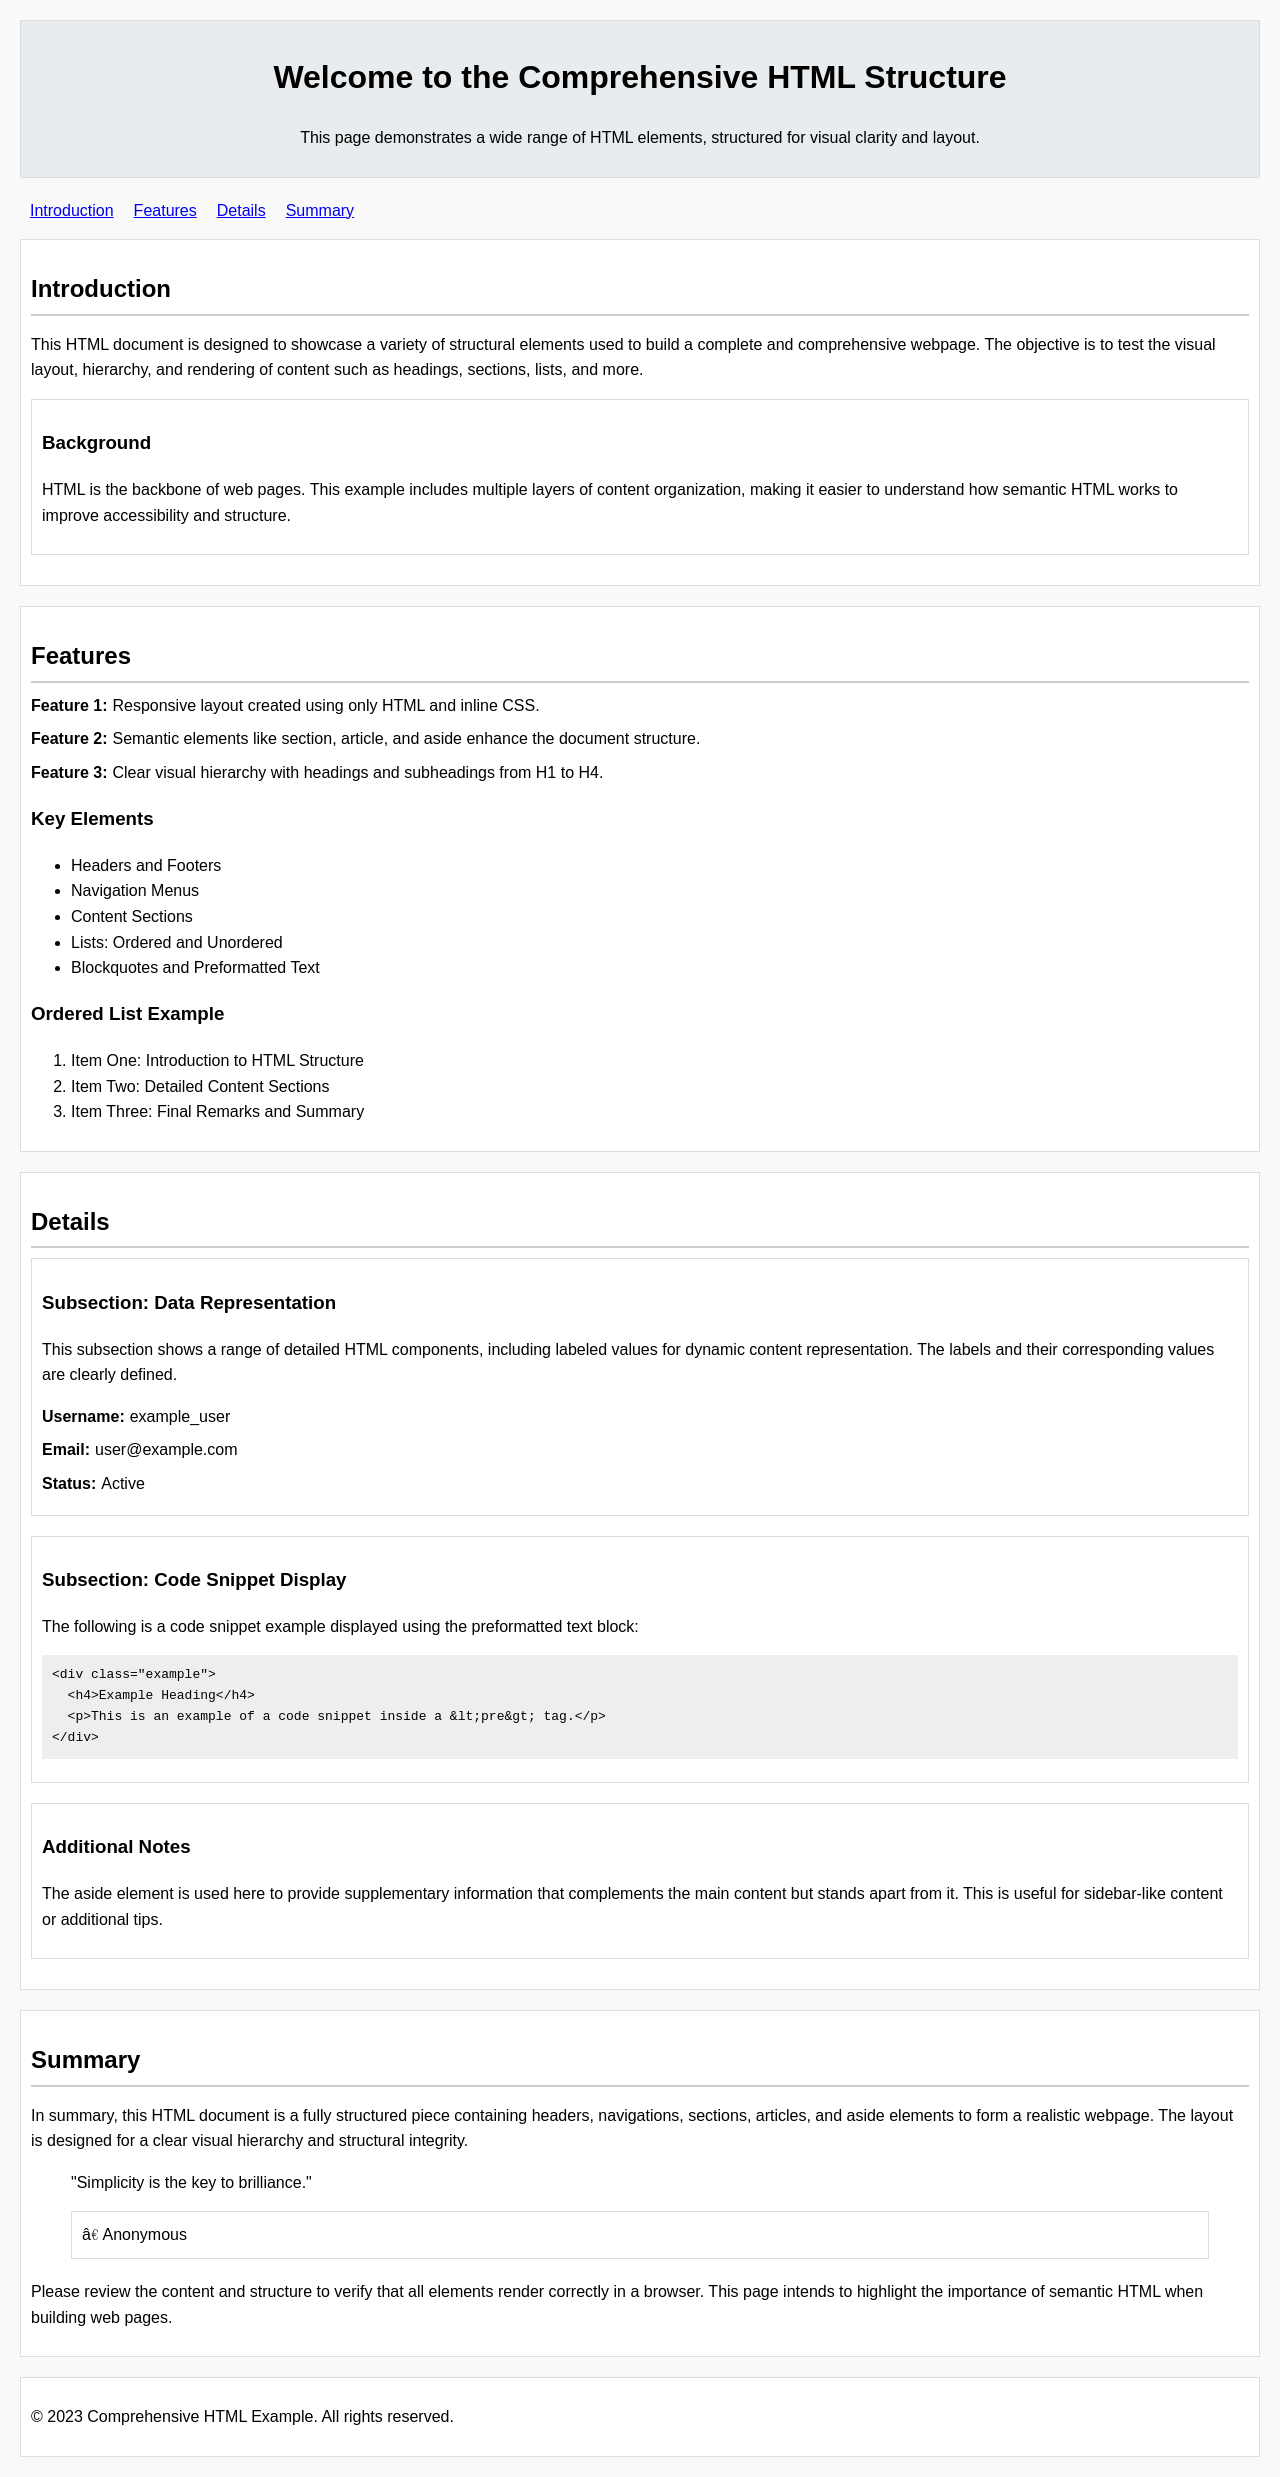 Welcome to the Comprehensive HTML Structure
This page demonstrates a wide range of HTML elements, structured for visual clarity and layout.
Introduction Features Details Summary
Introduction
This HTML document is designed to showcase a variety of structural elements used to build a complete and comprehensive webpage. The objective is to test the visual
layout, hierarchy, and rendering of content such as headings, sections, lists, and more.
Background
HTML is the backbone of web pages. This example includes multiple layers of content organization, making it easier to understand how semantic HTML works to
improve accessibility and structure.
Features
Feature 1: Responsive layout created using only HTML and inline CSS.
Feature 2: Semantic elements like section, article, and aside enhance the document structure.
Feature 3: Clear visual hierarchy with headings and subheadings from H1 to H4.
Key Elements
• Headers and Footers
• Navigation Menus
• Content Sections
• Lists: Ordered and Unordered
• Blockquotes and Preformatted Text
Ordered List Example
1. Item One: Introduction to HTML Structure
2. Item Two: Detailed Content Sections
3. Item Three: Final Remarks and Summary
Details
Subsection: Data Representation
This subsection shows a range of detailed HTML components, including labeled values for dynamic content representation. The labels and their corresponding values
are clearly defined.
Username: example_user
Email: user@example.com
Status: Active
Subsection: Code Snippet Display
The following is a code snippet example displayed using the preformatted text block:
<div class="example">
  <h4>Example Heading</h4>
  <p>This is an example of a code snippet inside a &lt;pre&gt; tag.</p>
</div>
Additional Notes
The aside element is used here to provide supplementary information that complements the main content but stands apart from it. This is useful for sidebar-like content
or additional tips.
Summary
In summary, this HTML document is a fully structured piece containing headers, navigations, sections, articles, and aside elements to form a realistic webpage. The layout
is designed for a clear visual hierarchy and structural integrity.
"Simplicity is the key to brilliance."
â€ Anonymous
Please review the content and structure to verify that all elements render correctly in a browser. This page intends to highlight the importance of semantic HTML when
building web pages.
© 2023 Comprehensive HTML Example. All rights reserved.